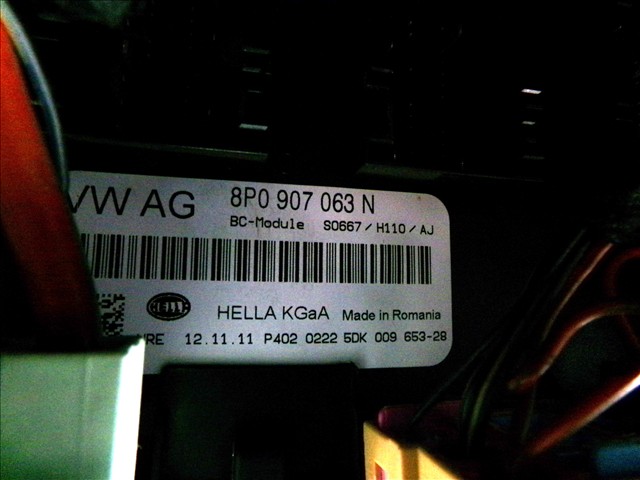 VW AG 8P0 907 063 N
BC-Module S0667/H110/AJ
HELLA HELLA KGaA Made in Romania
12.11.11 P402 0222 5DK 009 653-28